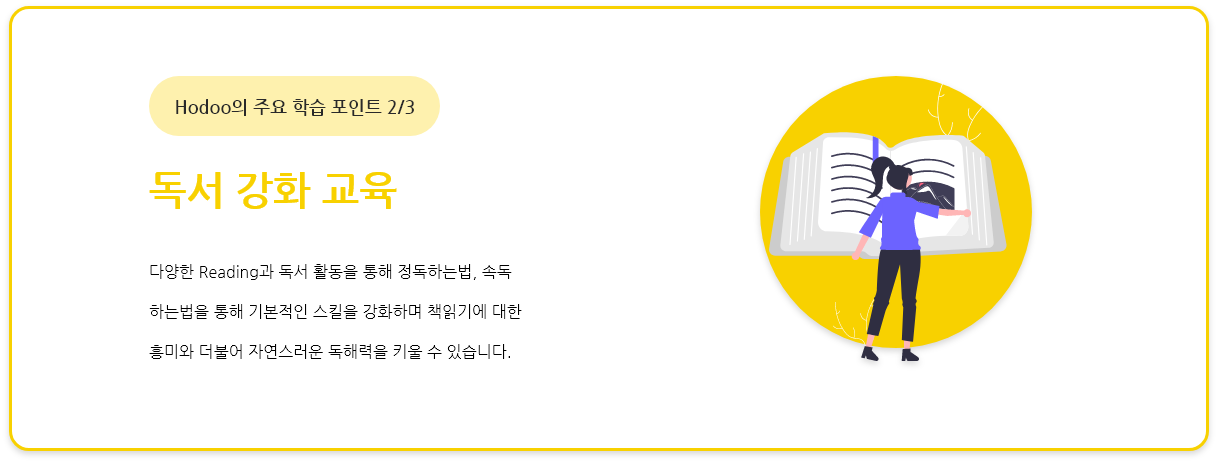 Hodoo의 주요 학습 포인트 2/3
독서 강화 교육
다양한 Reading과 독서 활동을 통해 정독하는법, 속독
하는법을 통해 기본적인 스킬을 강화하며 책읽기에 대한
흥미와 더불어 자연스러운 독해력을 키울 수 있습니다.